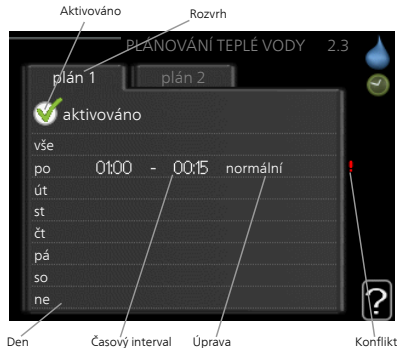 Aktivováno
Rozvrh
PLÁNOVÁNÍ TEPLÉ VODY 2.3
plán 1
plán 2
aktivováno
vše
po 01:00 - 00:15 normální !
út
st
čt
pá
so
ne
?
Den
Časový interval
Úprava
Konflikt